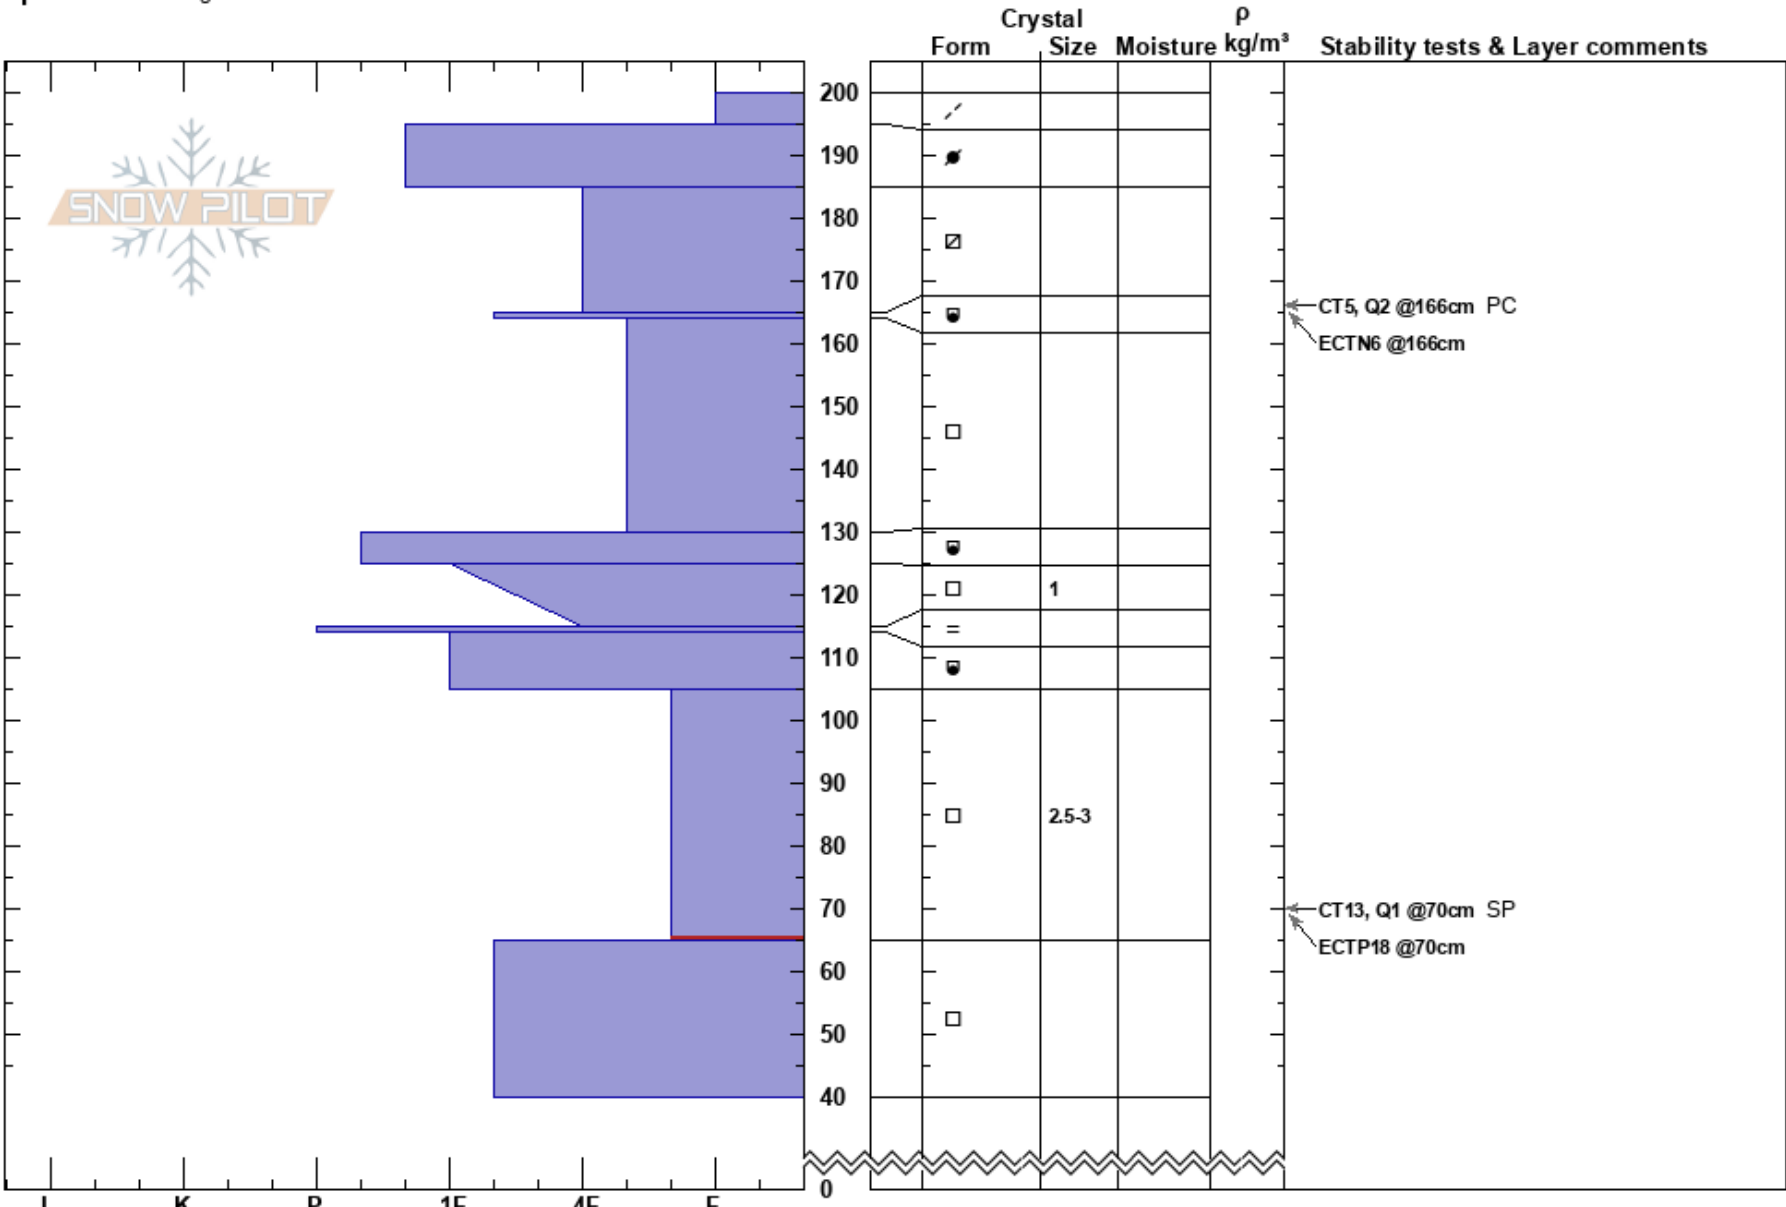 Crystal ρ
Form Size Moisture kg/m³ Stability tests & Layer comments
200
190
SNOW PILOT
180
170
CT5, Q2 @166cm PC
160 ECTN6 @166cm
150
140
130
120 1
110
100
90
2.5-3
80
70 CT13, Q1 @70cm SP
ECTP18 @70cm
60
50
40
0
I K P 1F 4F F